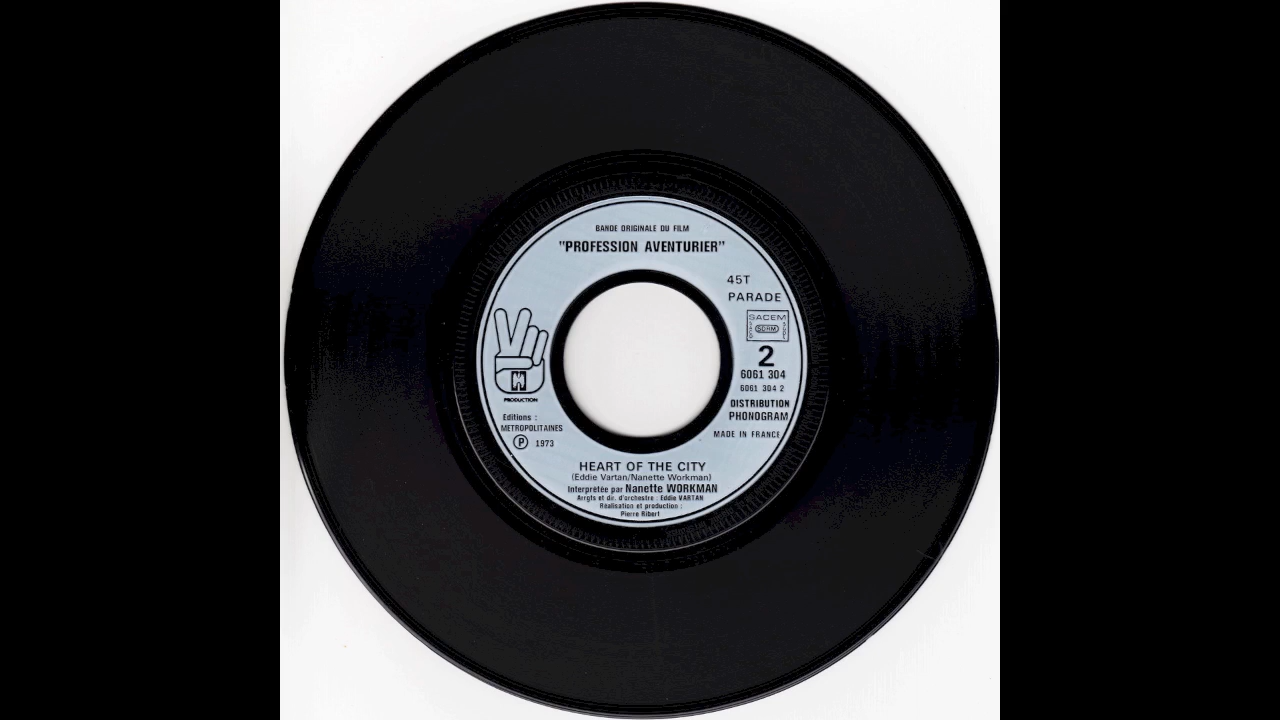 BANDE ORIGINALE DU FILM
"PROFESSION AVENTURIER"
45T
PARADE
SACEM
SDRM
2
6061 304
6061 304 2
DISTRIBUTION
PHONOGRAM
MADE IN FRANCE
PRODUCTION
Editions :
METROPOLITAINES
Ⓟ 1973
HEART OF THE CITY
(Eddie Vartan/Nanette Workman)
Interprétée par Nanette WORKMAN
Arrgts et dir. d'orchestre : Eddie VARTAN
Réalisation et production :
Pierre Ribert